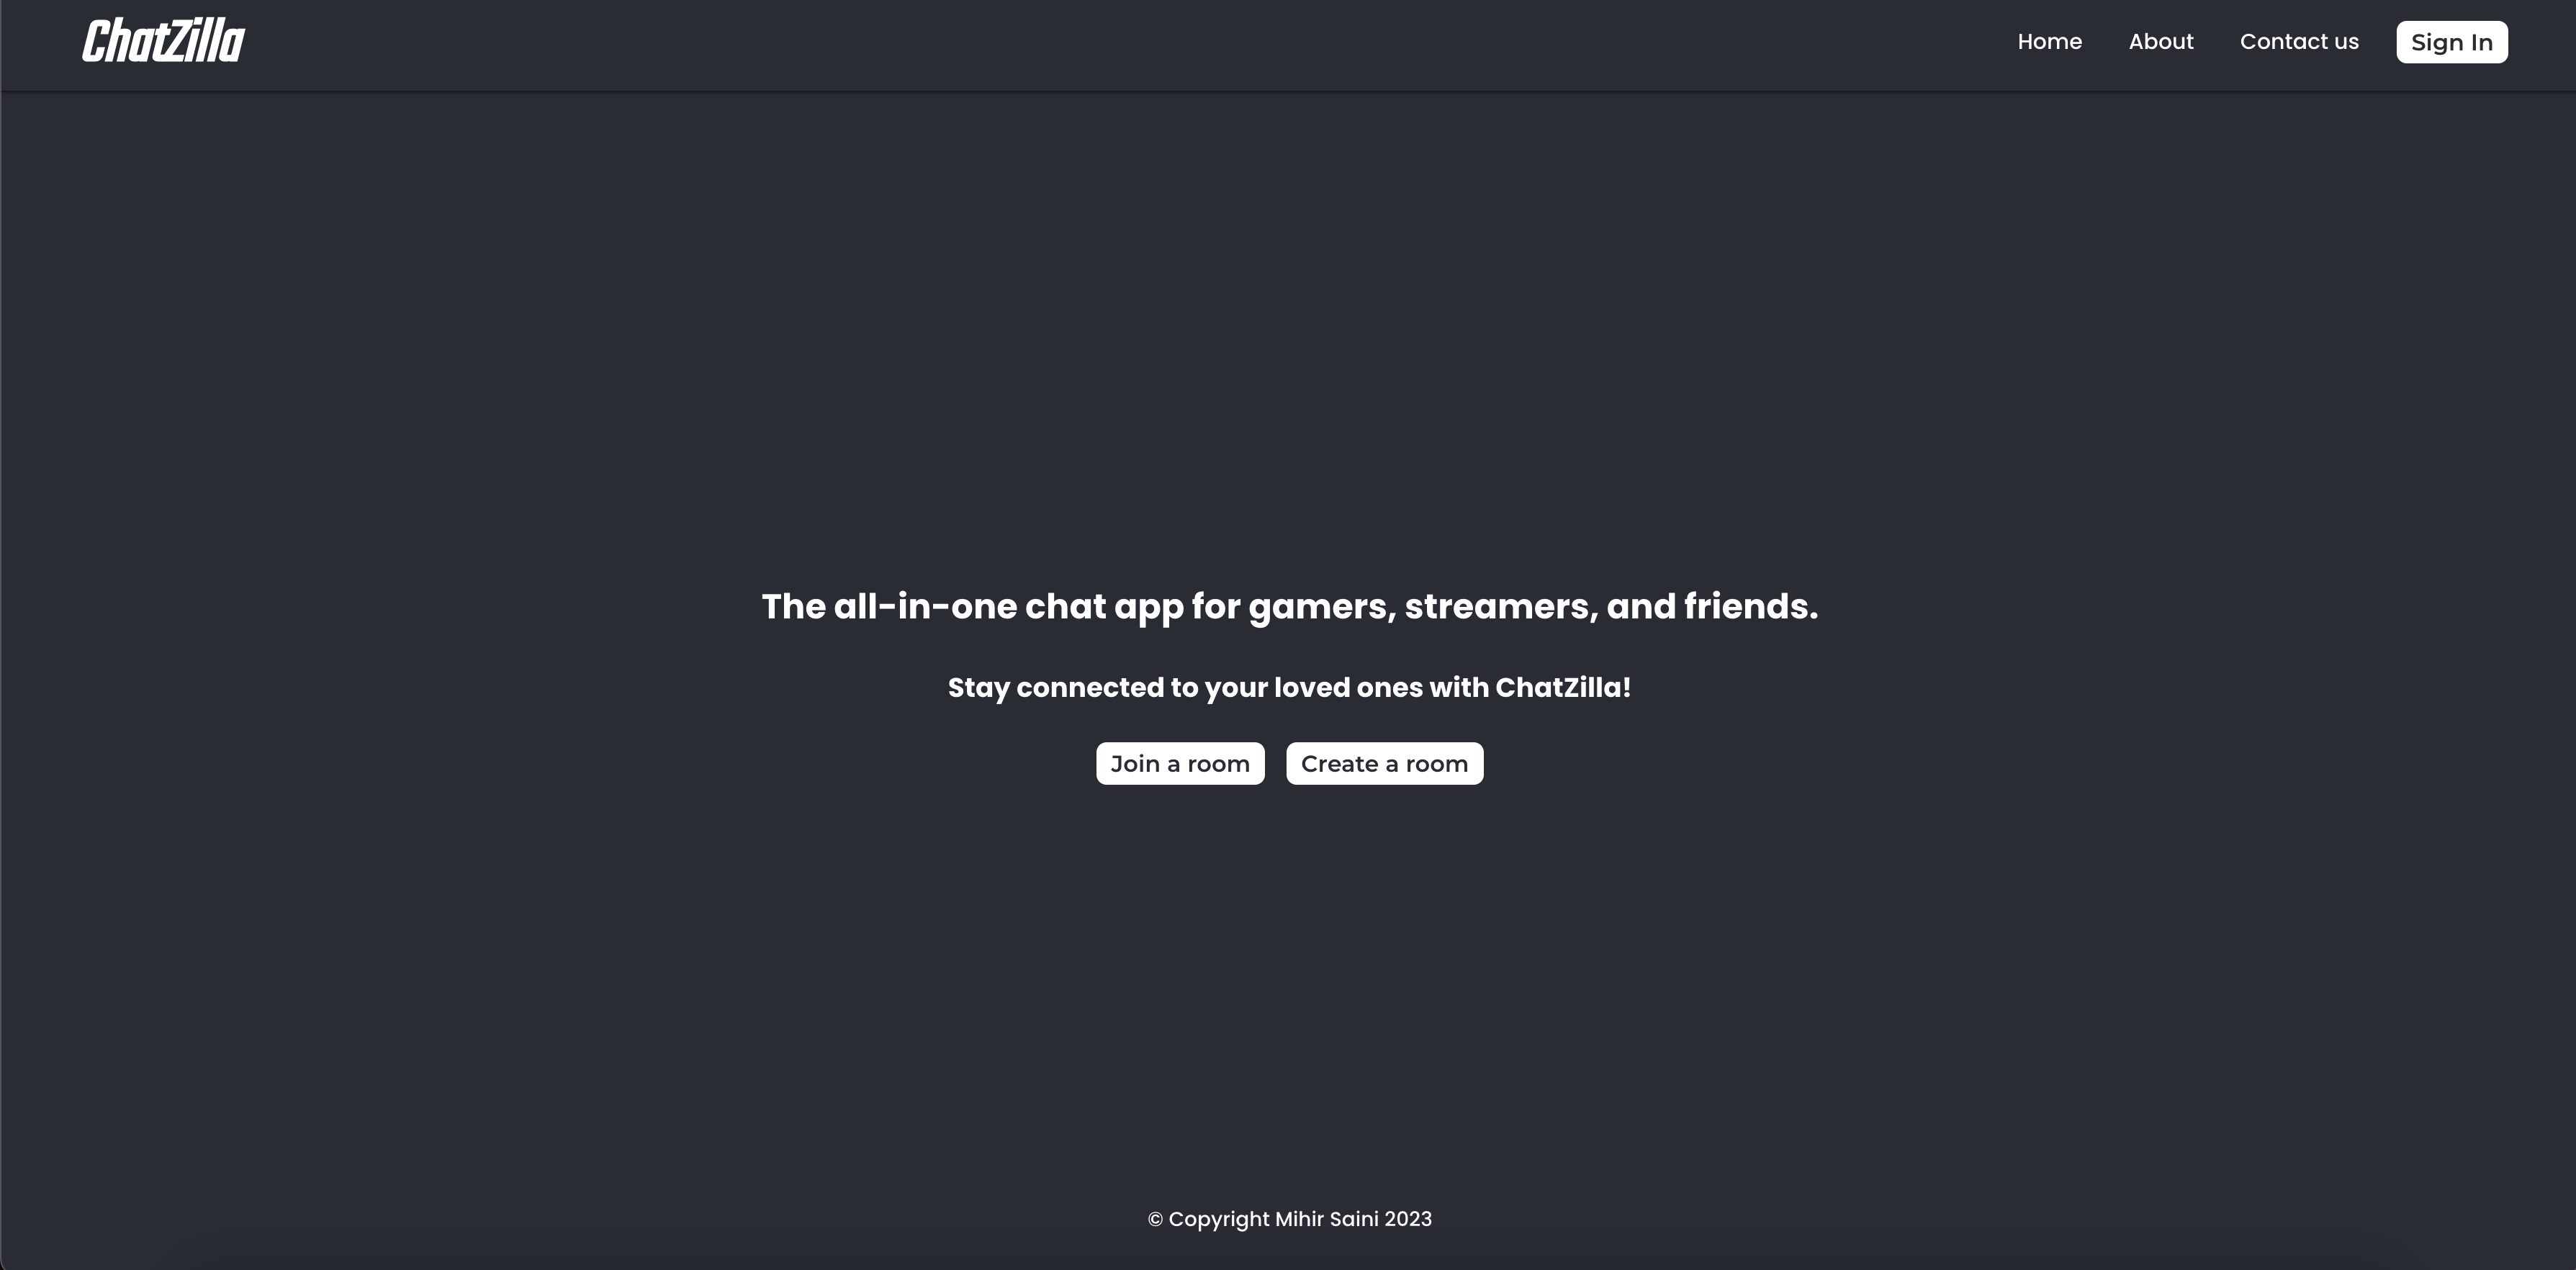 ChatZilla
Home
About
Contact us
Sign In
The all-in-one chat app for gamers, streamers, and friends.
Stay connected to your loved ones with ChatZilla!
Join a room
Create a room
© Copyright Mihir Saini 2023